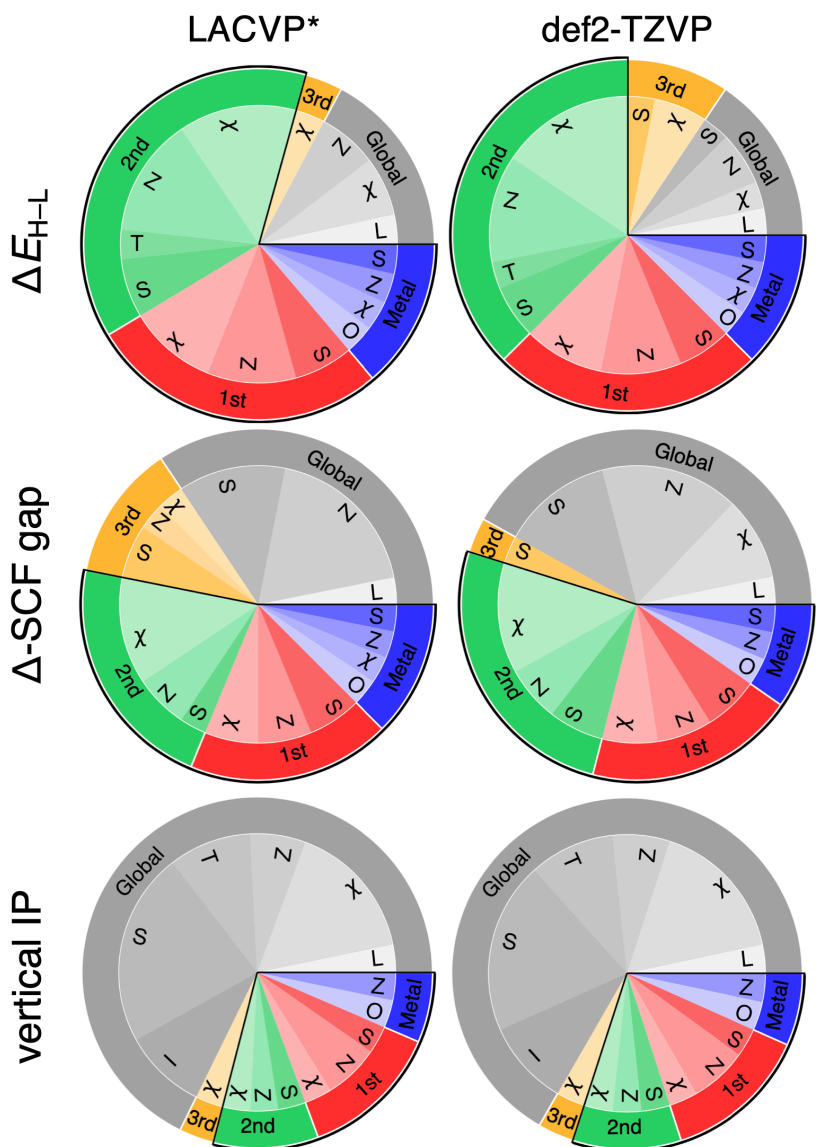 LACVP* def2-TZVP
ΔE_H–L
2nd χ 3rd χ Z Global χ L
Z T S
χ 1st Z S
S Z χ O Metal
2nd χ 3rd S χ S Z Global χ L
Z T S
χ 1st Z S
S Z χ O Metal
Δ-SCF gap
3rd S Z χ S Global Z L
χ 2nd Z S
χ Z 1st S
S Z χ O Metal
3rd S S Global Z χ L
χ 2nd Z S
χ Z 1st S
S Z O Metal
vertical IP
Global S T Z χ L
I
3rd χ
χ Z S 2nd
χ Z S 1st
Z O Metal
Global S T Z χ L
I
3rd χ
χ Z S 2nd
χ Z S 1st
Z O Metal